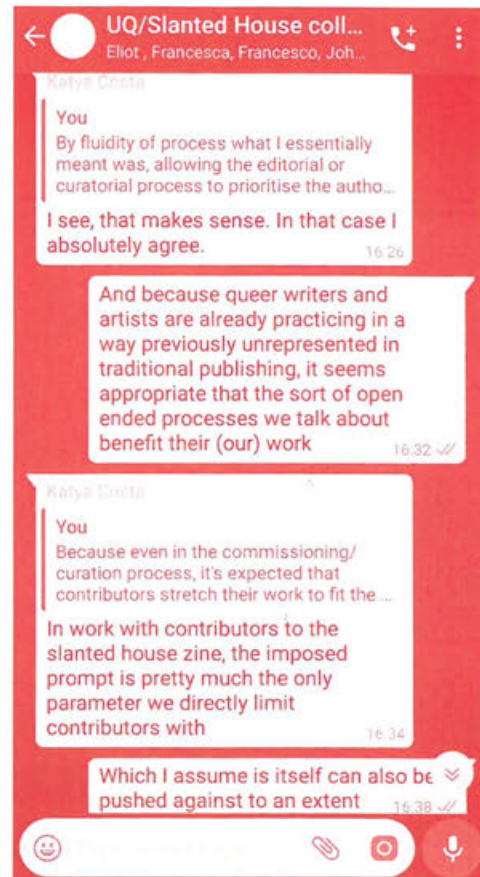 UQ/Slanted House coll...
Eliot , Francesca, Francesco, Joh...
Katya Costa
You
By fluidity of process what I essentially
meant was, allowing the editorial or
curatorial process to prioritise the autho...
I see, that makes sense. In that case I
absolutely agree.
16:26
And because queer writers and
artists are already practicing in a
way previously unrepresented in
traditional publishing, it seems
appropriate that the sort of open
ended processes we talk about
benefit their (our) work
16:32
Katya Costa
You
Because even in the commissioning/
curation process, it's expected that
contributors stretch their work to fit the ...
In work with contributors to the
slanted house zine, the imposed
prompt is pretty much the only
parameter we directly limit
contributors with
16:34
Which I assume is itself can also be
pushed against to an extent
16:38